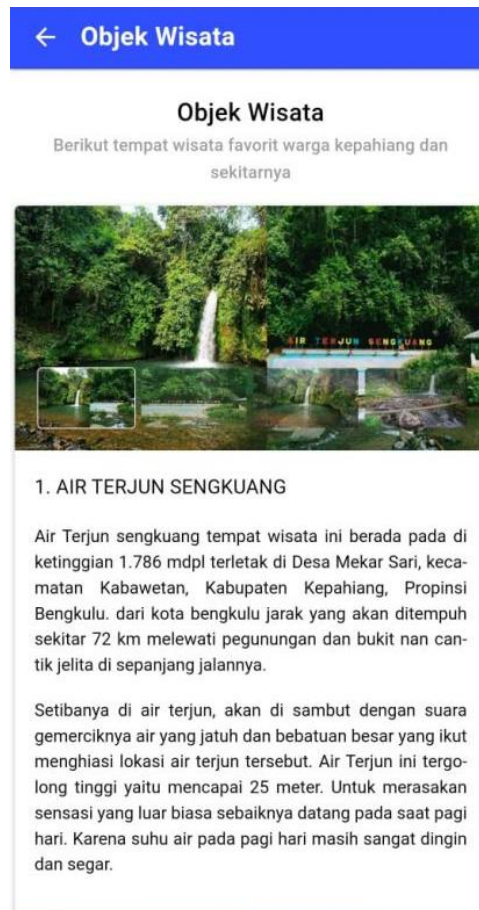 Objek Wisata
Objek Wisata
Berikut tempat wisata favorit warga kepahiang dan
sekitarnya
AIR TERJUN SENGKUANG
1. AIR TERJUN SENGKUANG
Air Terjun sengkuang tempat wisata ini berada pada di
ketinggian 1.786 mdpl terletak di Desa Mekar Sari, keca-
matan Kabawetan, Kabupaten Kepahiang, Propinsi
Bengkulu. dari kota bengkulu jarak yang akan ditempuh
sekitar 72 km melewati pegunungan dan bukit nan can-
tik jelita di sepanjang jalannya.
Setibanya di air terjun, akan di sambut dengan suara
gemerciknya air yang jatuh dan bebatuan besar yang ikut
menghiasi lokasi air terjun tersebut. Air Terjun ini tergo-
long tinggi yaitu mencapai 25 meter. Untuk merasakan
sensasi yang luar biasa sebaiknya datang pada saat pagi
hari. Karena suhu air pada pagi hari masih sangat dingin
dan segar.